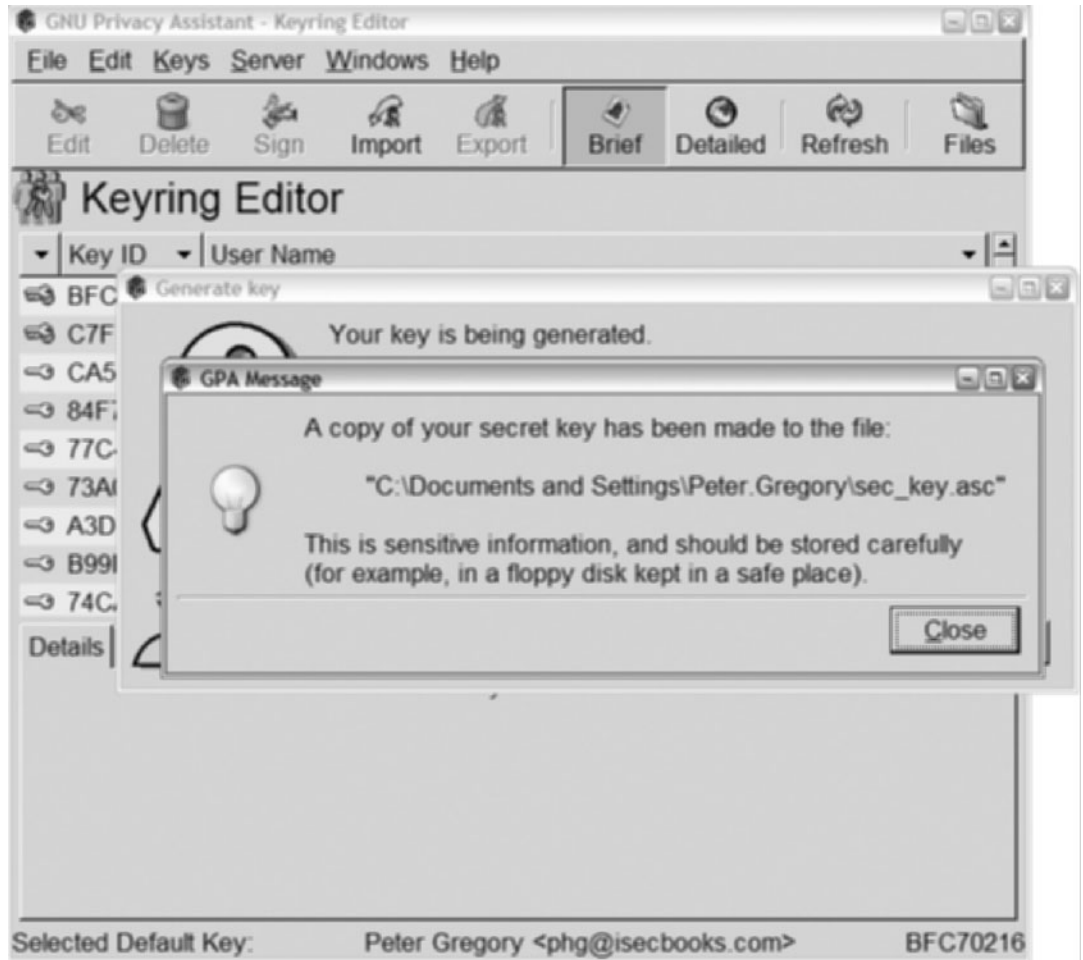 GNU Privacy Assistant - Keyring Editor
File Edit Keys Server Windows Help
Edit Delete Sign Import Export Brief Detailed Refresh Files
Keyring Editor
Key ID User Name
BFC
Generate key
C7F
Your key is being generated.
CA5
GPA Message
84F7
A copy of your secret key has been made to the file:
77C
"C:\Documents and Settings\Peter.Gregory\sec_key.asc"
73A
A3D
This is sensitive information, and should be stored carefully
B99
(for example, in a floppy disk kept in a safe place).
74C
Close
Details
Selected Default Key: Peter Gregory <phg@isecbooks.com> BFC70216